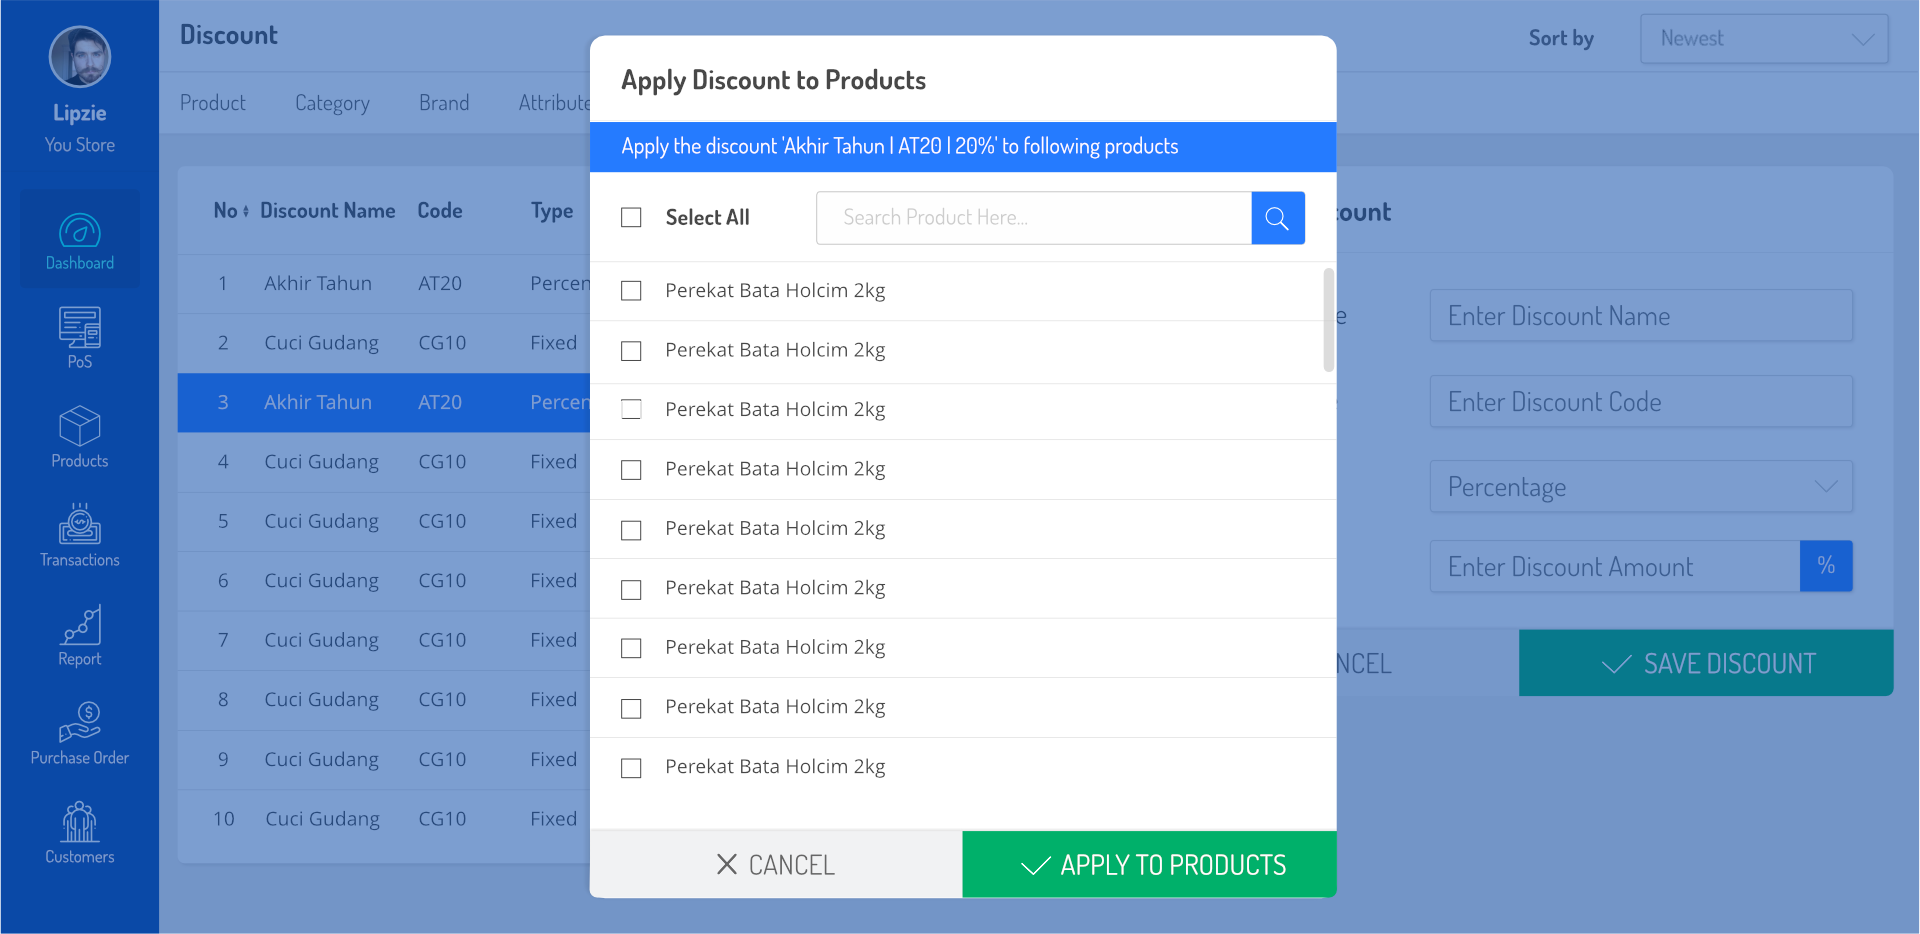 Lipzie
You Store
Dashboard
PoS
Products
Transactions
Report
Purchase Order
Customers
Discount
Sort by
Newest
Product Category Brand Attribute
No Discount Name Code Type
1 Akhir Tahun AT20 Percen
2 Cuci Gudang CG10 Fixed
3 Akhir Tahun AT20 Percen
4 Cuci Gudang CG10 Fixed
5 Cuci Gudang CG10 Fixed
6 Cuci Gudang CG10 Fixed
7 Cuci Gudang CG10 Fixed
8 Cuci Gudang CG10 Fixed
9 Cuci Gudang CG10 Fixed
10 Cuci Gudang CG10 Fixed
Apply Discount to Products
Apply the discount 'Akhir Tahun | AT20 | 20%' to following products
Select All
Search Product Here...
Perekat Bata Holcim 2kg
Perekat Bata Holcim 2kg
Perekat Bata Holcim 2kg
Perekat Bata Holcim 2kg
Perekat Bata Holcim 2kg
Perekat Bata Holcim 2kg
Perekat Bata Holcim 2kg
Perekat Bata Holcim 2kg
Perekat Bata Holcim 2kg
CANCEL
APPLY TO PRODUCTS
count
e
Enter Discount Name
Enter Discount Code
Percentage
Enter Discount Amount
%
NCEL
SAVE DISCOUNT